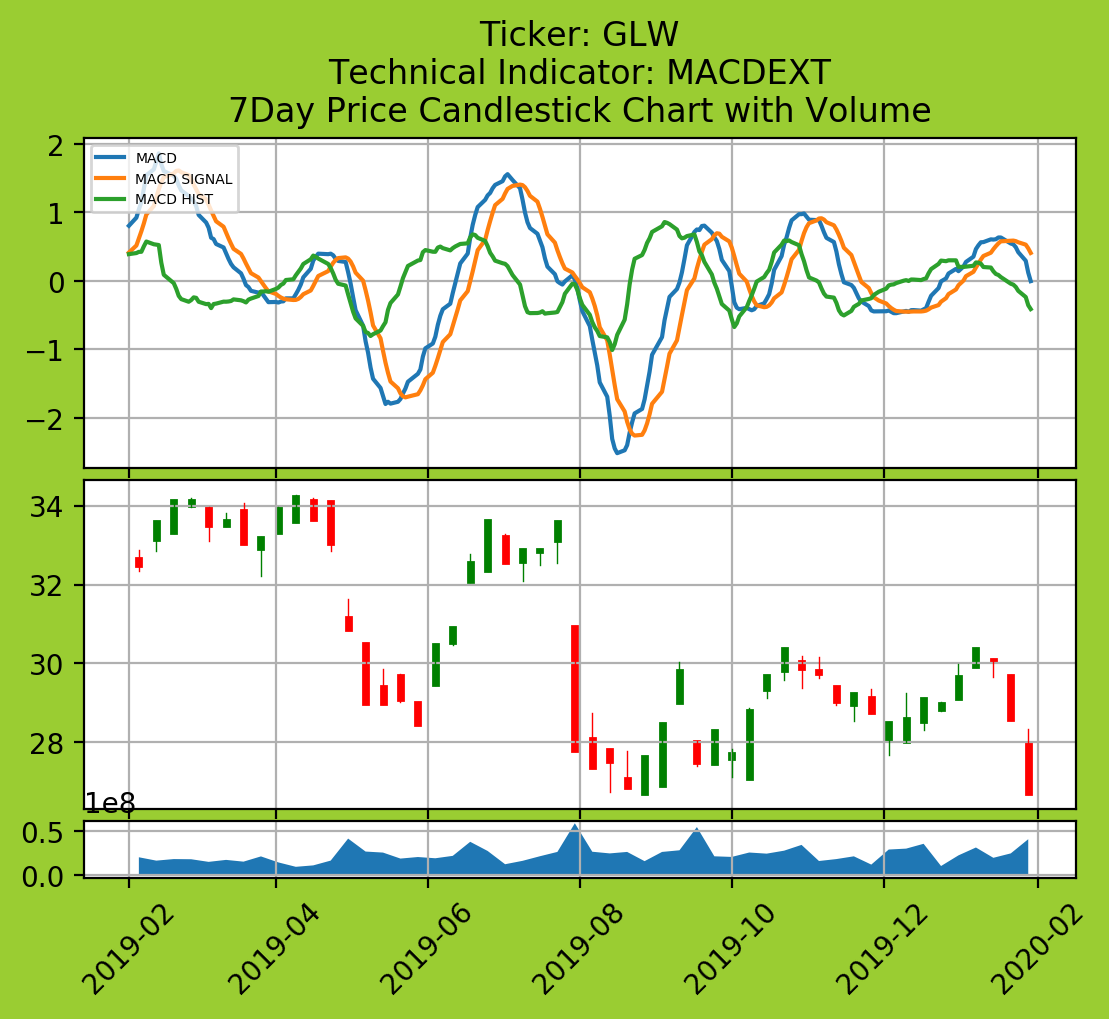 Ticker: GLW
Technical Indicator: MACDEXT
7Day Price Candlestick Chart with Volume
MACD
MACD SIGNAL
MACD HIST
2
1
0
−1
−2
34
32
30
28
1e8
0.5
0.0
2019-02
2019-04
2019-06
2019-08
2019-10
2019-12
2020-02